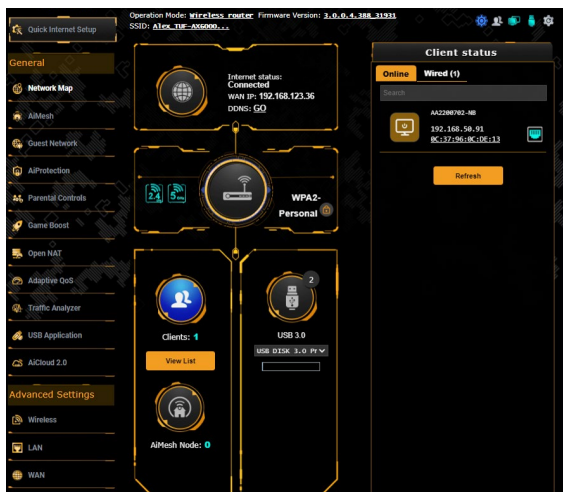 Quick Internet Setup
Operation Mode: Wireless router Firmware Version: 3.0.0.4.388_31931
SSID: Alex_TUF-AX6000...
General
Network Map
AiMesh
Guest Network
AiProtection
Parental Controls
Game Boost
Open NAT
Adaptive QoS
Traffic Analyzer
USB Application
AiCloud 2.0
Advanced Settings
Wireless
LAN
WAN
Internet status:
Connected
WAN IP: 192.168.123.36
DDNS: GO
2.4 5
WPA2-
Personal
Clients: 1
View List
AiMesh Node: 0
2
USB 3.0
USB DISK 3.0 Pr
Client status
Online Wired (1)
Search
AA2200702-NB
192.168.50.91
0C:37:96:0C:DE:13
Refresh